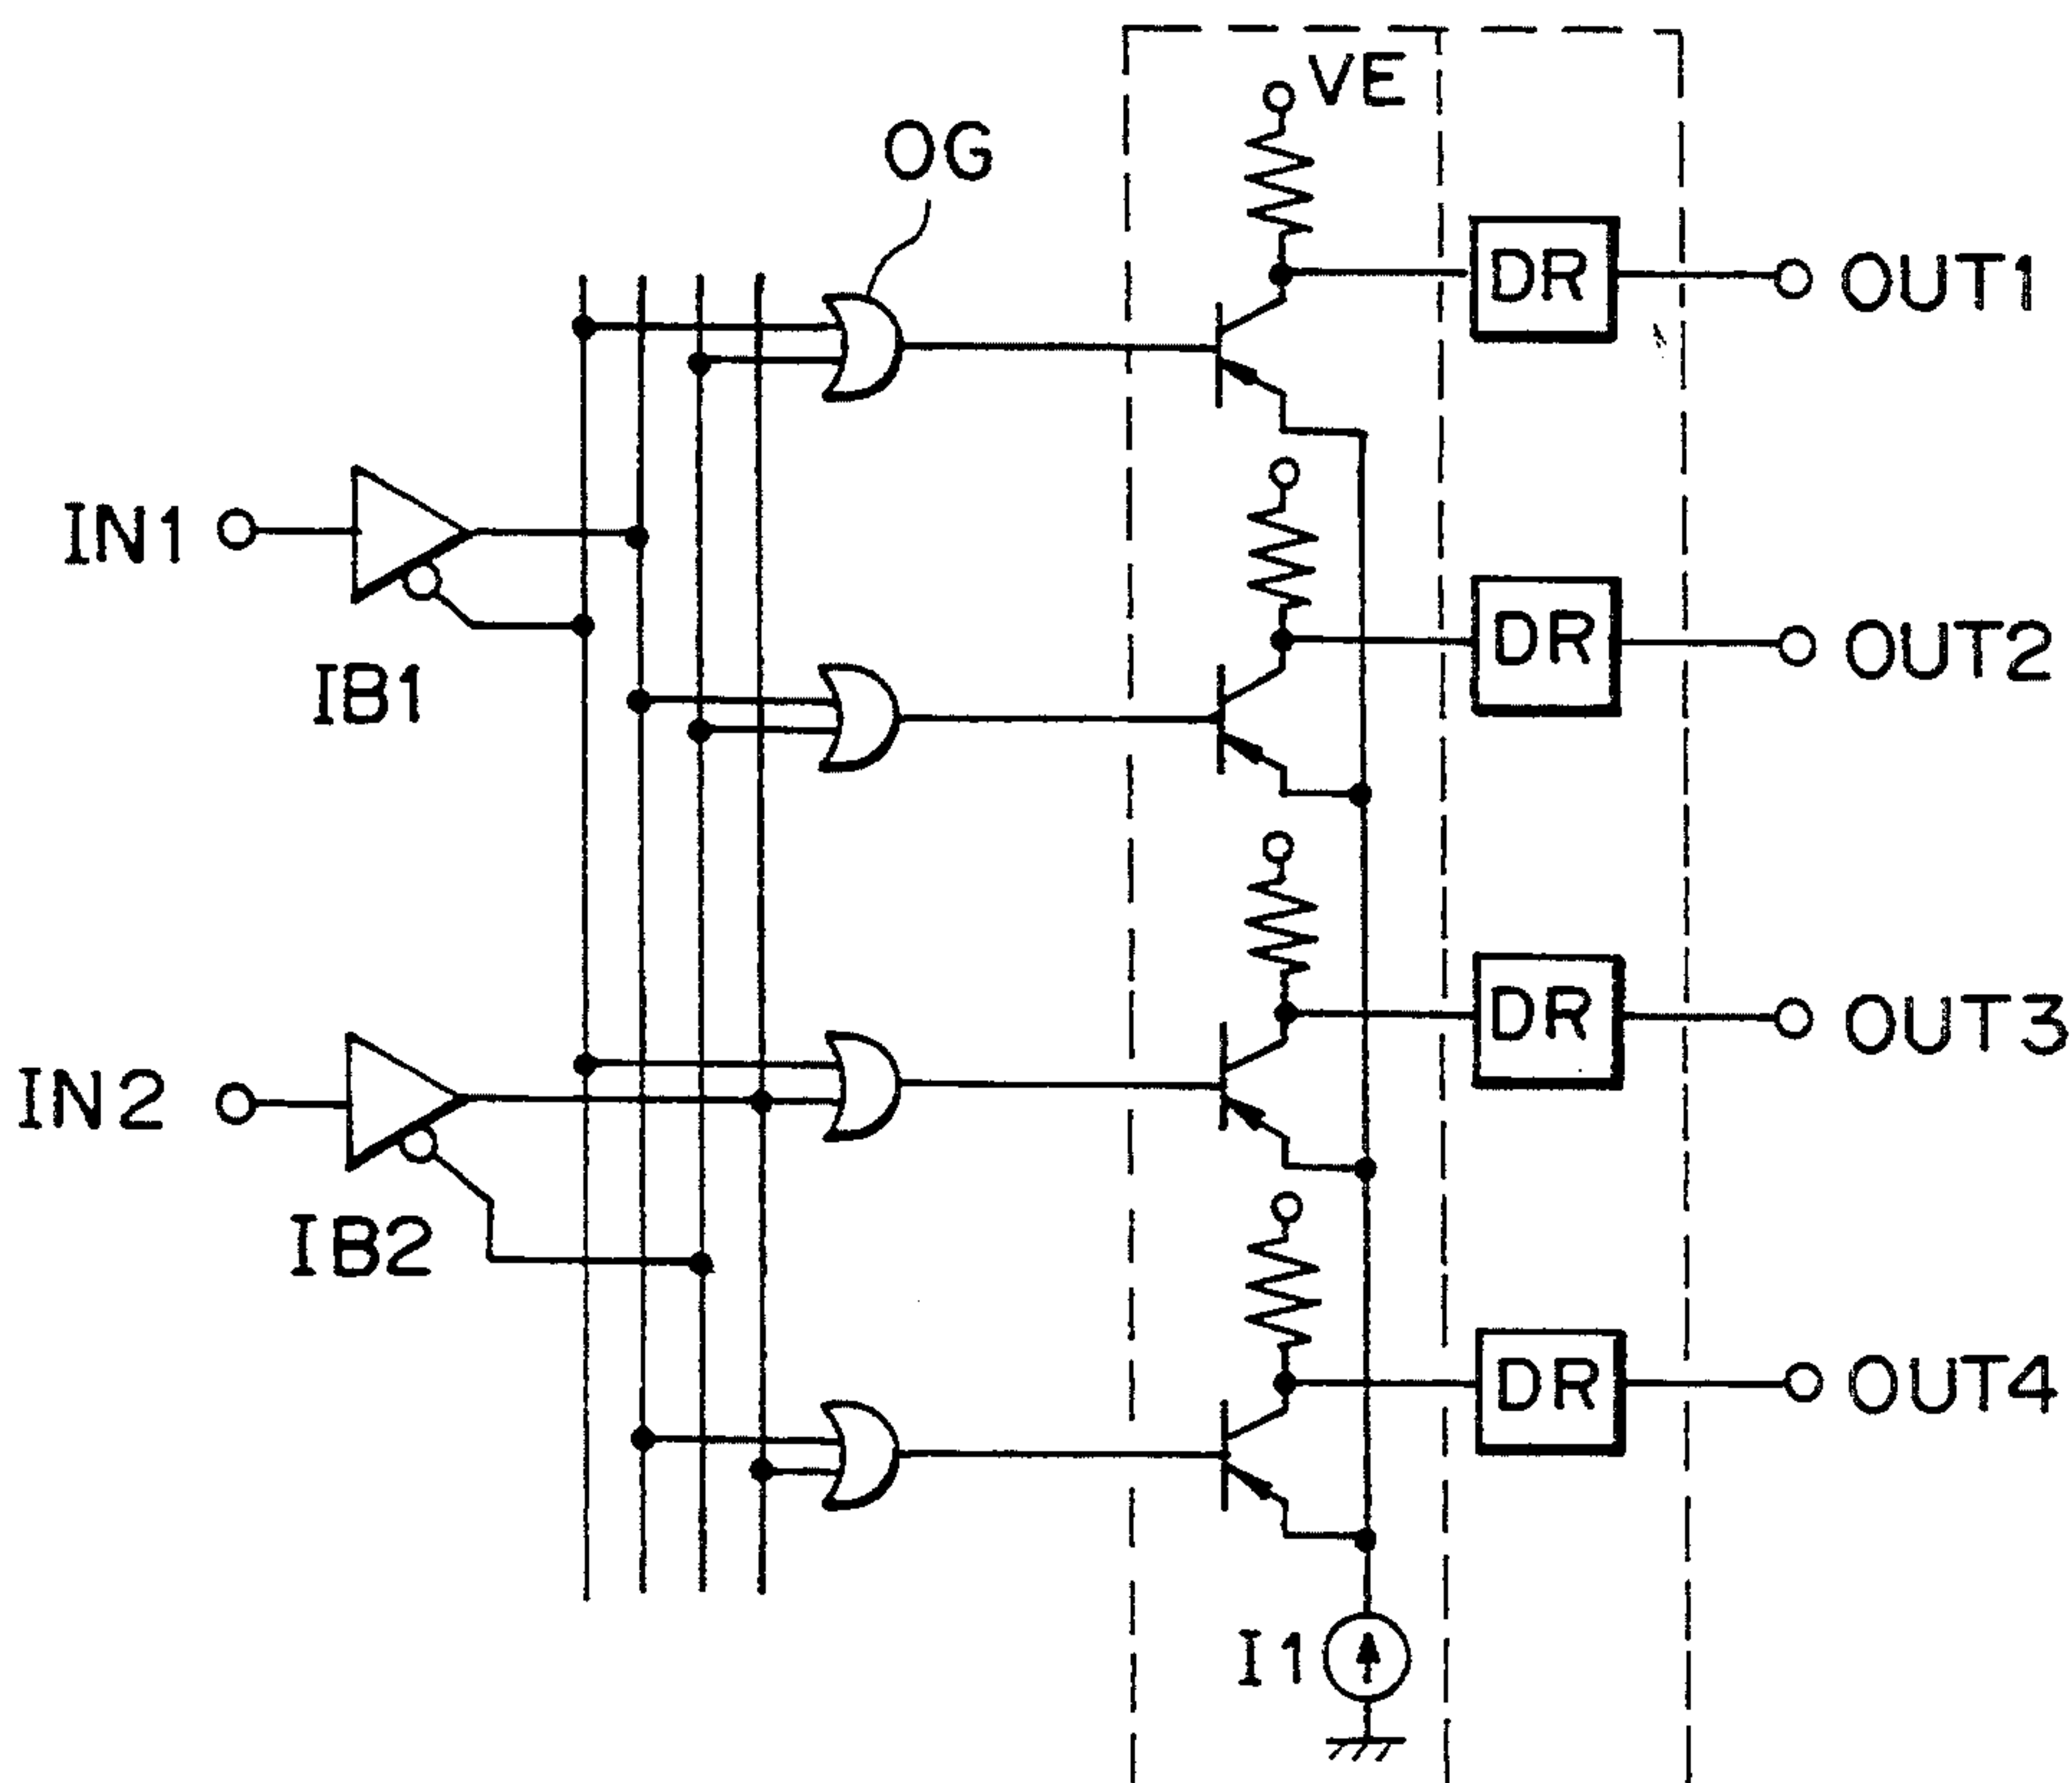 VE
OG
DR
OUT1
IN1
IB1
DR
OUT2
DR
OUT3
IN2
IB2
DR
OUT4
I1